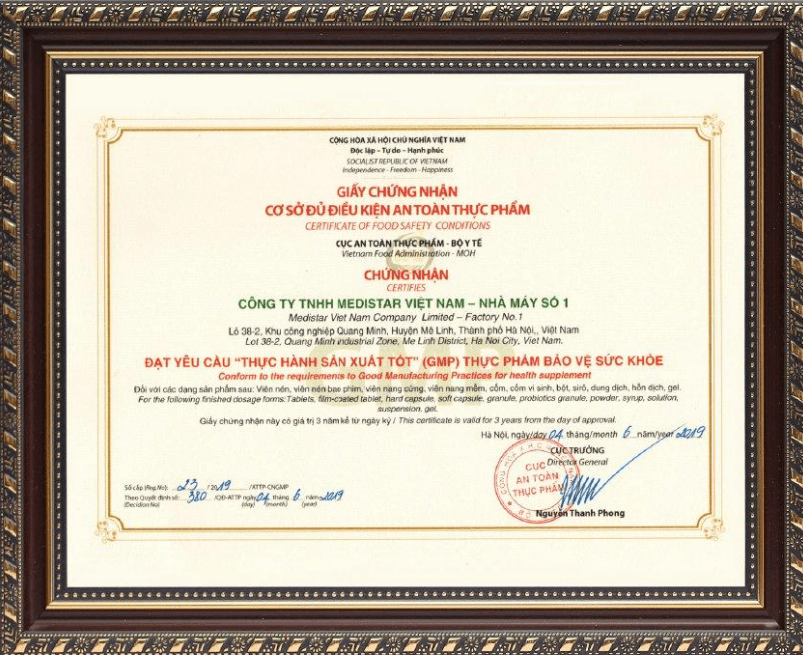 CỘNG HÒA XÃ HỘI CHỦ NGHĨA VIỆT NAM
Độc lập - Tự do - Hạnh phúc
SOCIALIST REPUBLIC OF VIETNAM
Independence - Freedom - Happiness
GIẤY CHỨNG NHẬN
CƠ SỞ ĐỦ ĐIỀU KIỆN AN TOÀN THỰC PHẨM
CERTIFICATE OF FOOD SAFETY CONDITIONS
CỤC AN TOÀN THỰC PHẨM - BỘ Y TẾ
Vietnam Food Administration - MOH
CHỨNG NHẬN
CERTIFIES
CÔNG TY TNHH MEDISTAR VIỆT NAM – NHÀ MÁY SỐ 1
Medistar Viet Nam Company Limited – Factory No.1
Lô 38-2, Khu công nghiệp Quang Minh, Huyện Mê Linh, Thành phố Hà Nội,, Việt Nam
Lot 38-2, Quang Minh industrial Zone, Me Linh District, Ha Noi City, Viet Nam.
ĐẠT YÊU CẦU “THỰC HÀNH SẢN XUẤT TỐT” (GMP) THỰC PHẨM BẢO VỆ SỨC KHỎE
Conform to the requirements to Good Manufacturing Practices for health supplement
Đối với các dạng sản phẩm sau: Viên nén, viên nén bao phim, viên nang cứng, viên nang mềm, cốm, cốm vi sinh, bột, siro, dung dịch, hỗn dịch, gel.
For the following finished dosage forms: Tablets, film-coated tablet, hard capsule, soft capsule, granule, probiotics granule, powder, syrup, solution,
suspension, gel.
Giấy chứng nhận này có giá trị 3 năm kể từ ngày ký / This certificate is valid for 3 years from the day of approval.
Hà Nội, ngày/day 04 tháng/month 6 năm/year 2019
CỤC TRƯỞNG
Director General
CỤC
AN TOÀN
THỰC PHẨM
Số cấp (Reg.No): 23 / 2019 /ATTP-CNGMP
Theo Quyết định số: 380 /QĐ-ATTP ngày 04 tháng 6 năm 2019
(Decidion No) (day) (month) (year)
Nguyễn Thanh Phong